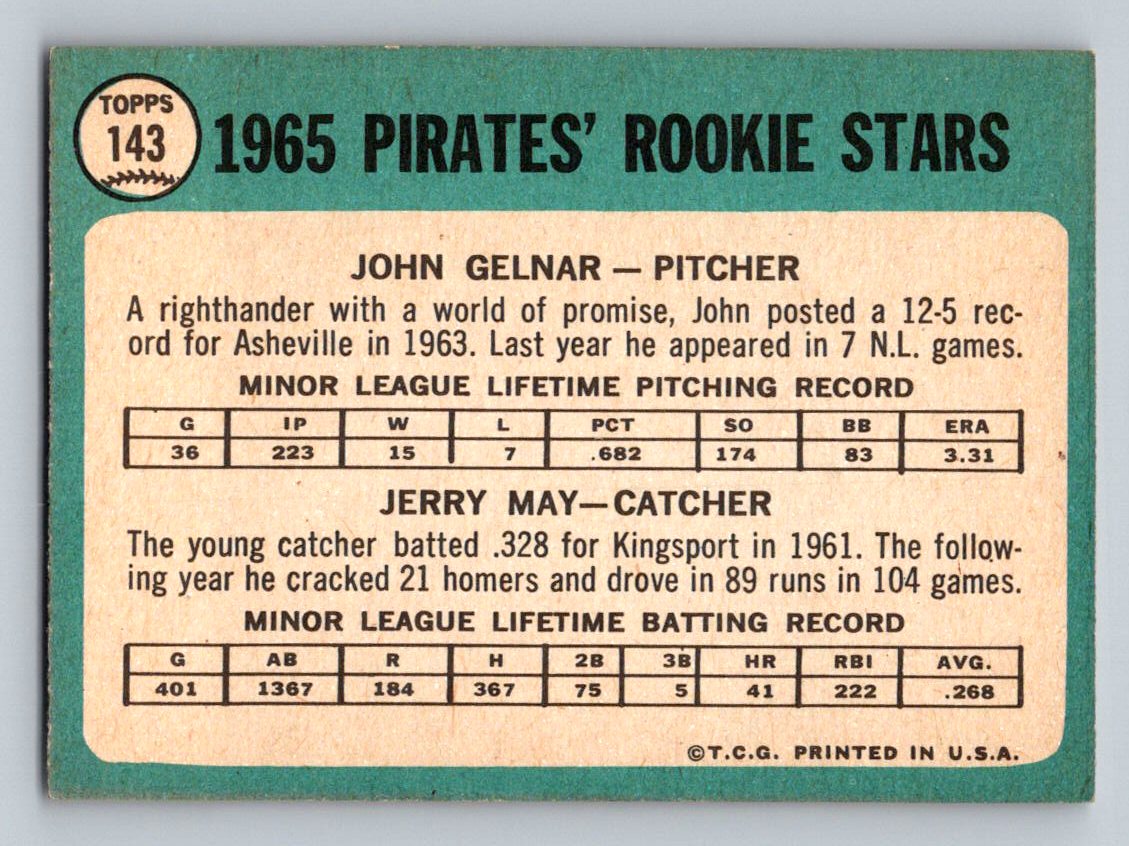 TOPPS
143
1965 PIRATES' ROOKIE STARS
JOHN GELNAR — PITCHER
A righthander with a world of promise, John posted a 12-5 rec-
ord for Asheville in 1963. Last year he appeared in 7 N.L. games.
MINOR LEAGUE LIFETIME PITCHING RECORD
G IP W L PCT SO BB ERA
36 223 15 7 .682 174 83 3.31
JERRY MAY—CATCHER
The young catcher batted .328 for Kingsport in 1961. The follow-
ing year he cracked 21 homers and drove in 89 runs in 104 games.
MINOR LEAGUE LIFETIME BATTING RECORD
G AB R H 2B 3B HR RBI AVG.
401 1367 184 367 75 5 41 222 .268
©T.C.G. PRINTED IN U.S.A.